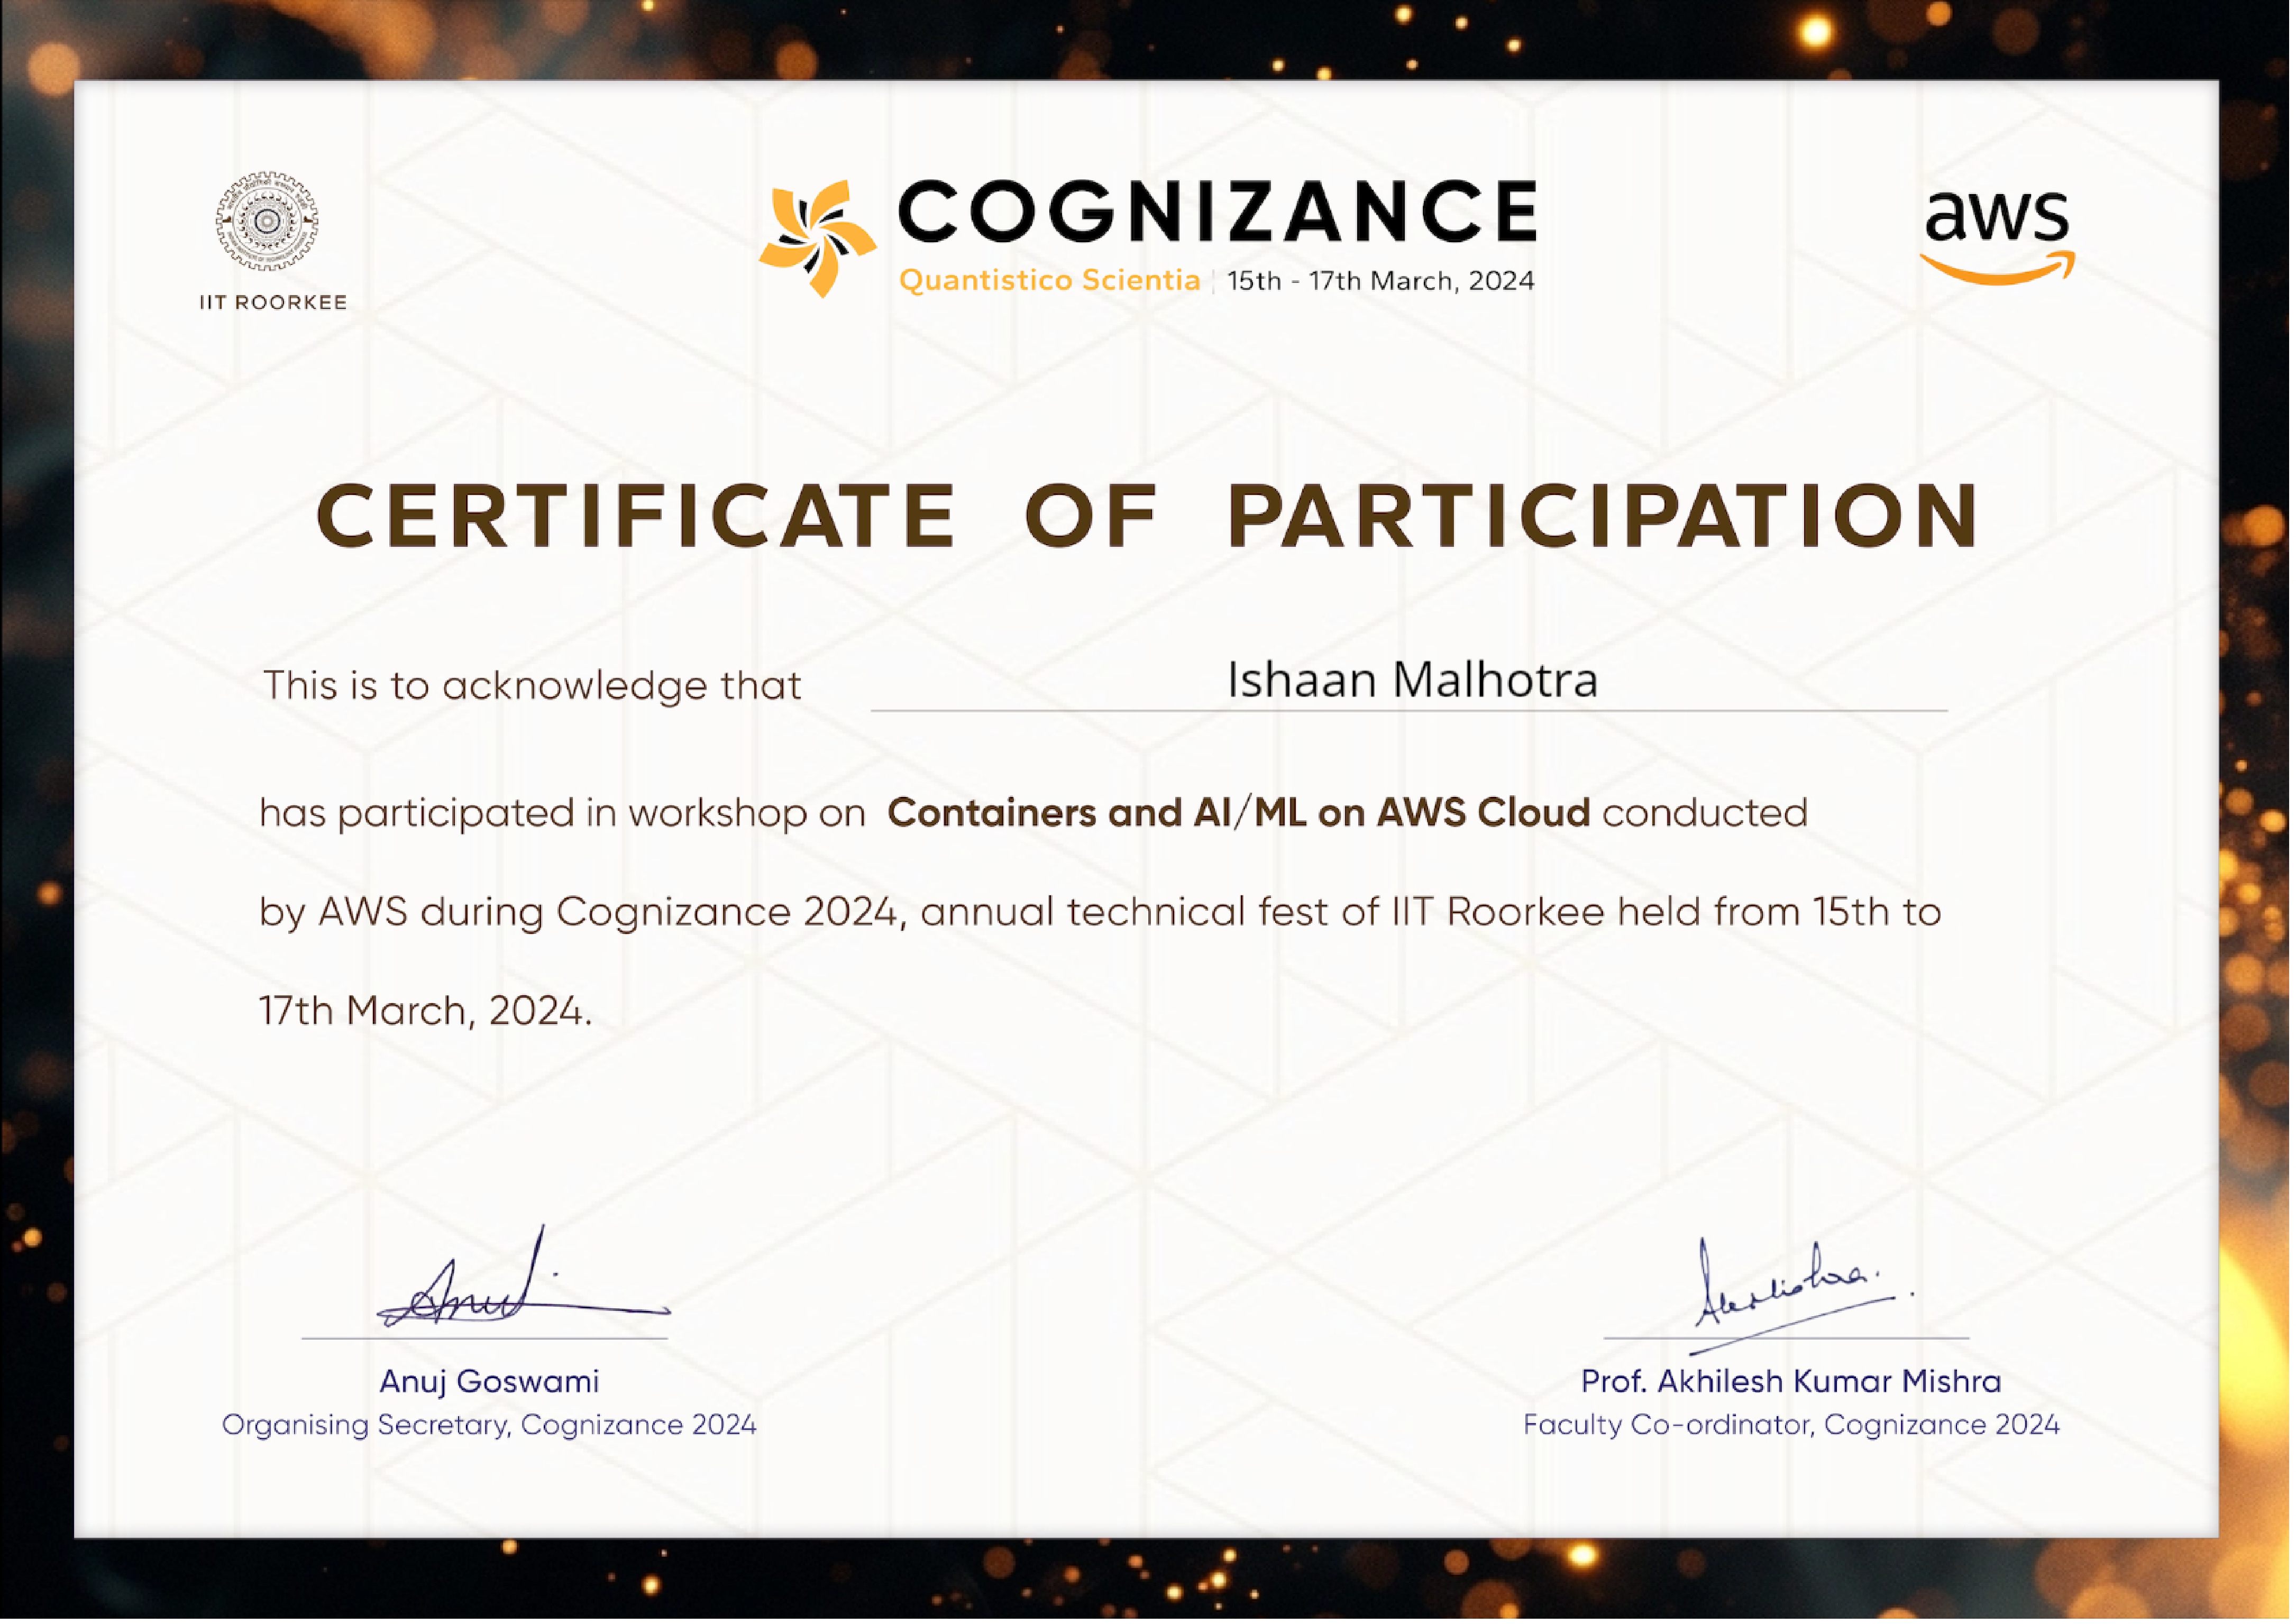 IIT ROORKEE
COGNIZANCE
Quantistico Scientia | 15th - 17th March, 2024
aws
CERTIFICATE OF PARTICIPATION
This is to acknowledge that Ishaan Malhotra
has participated in workshop on Containers and AI/ML on AWS Cloud conducted
by AWS during Cognizance 2024, annual technical fest of IIT Roorkee held from 15th to
17th March, 2024.
Anuj Goswami
Organising Secretary, Cognizance 2024
Prof. Akhilesh Kumar Mishra
Faculty Co-ordinator, Cognizance 2024